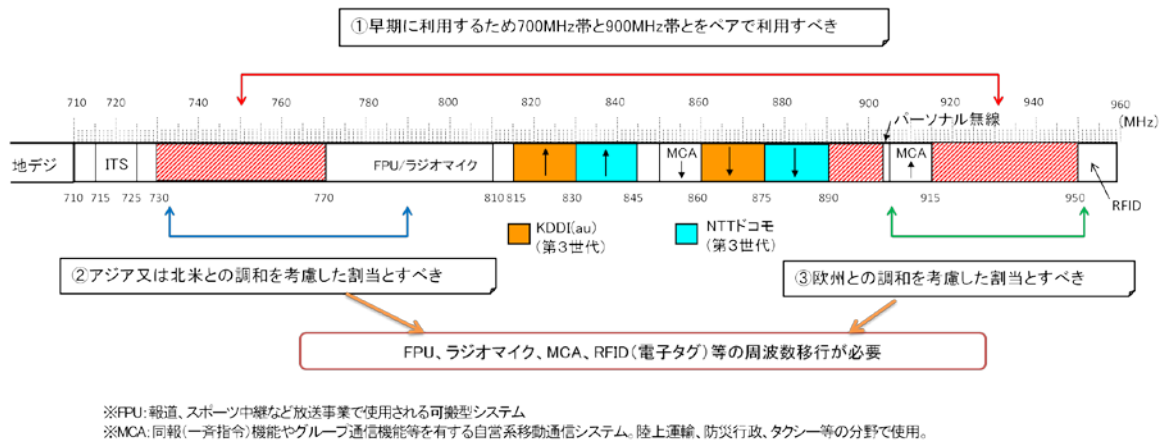 ①早期に利用するため700MHz帯と900MHz帯とをペアで利用すべき
710 720 740 760 780 800 820 840 860 880 900 920 940 960
(MHz)
パーソナル無線
地デジ ITS FPU/ラジオマイク MCA MCA
RFID
710 715 725 730 770 810 815 830 845 860 875 890 915 950
KDDI(au)
(第3世代)
NTTドコモ
(第3世代)
②アジア又は北米との調和を考慮した割当とすべき
③欧州との調和を考慮した割当とすべき
FPU、ラジオマイク、MCA、RFID(電子タグ)等の周波数移行が必要
※FPU:報道、スポーツ中継など放送事業で使用される可搬型システム
※MCA:同報(一斉指令)機能やグループ通信機能等を有する自営系移動通信システム。陸上運輸、防災行政、タクシー等の分野で使用。